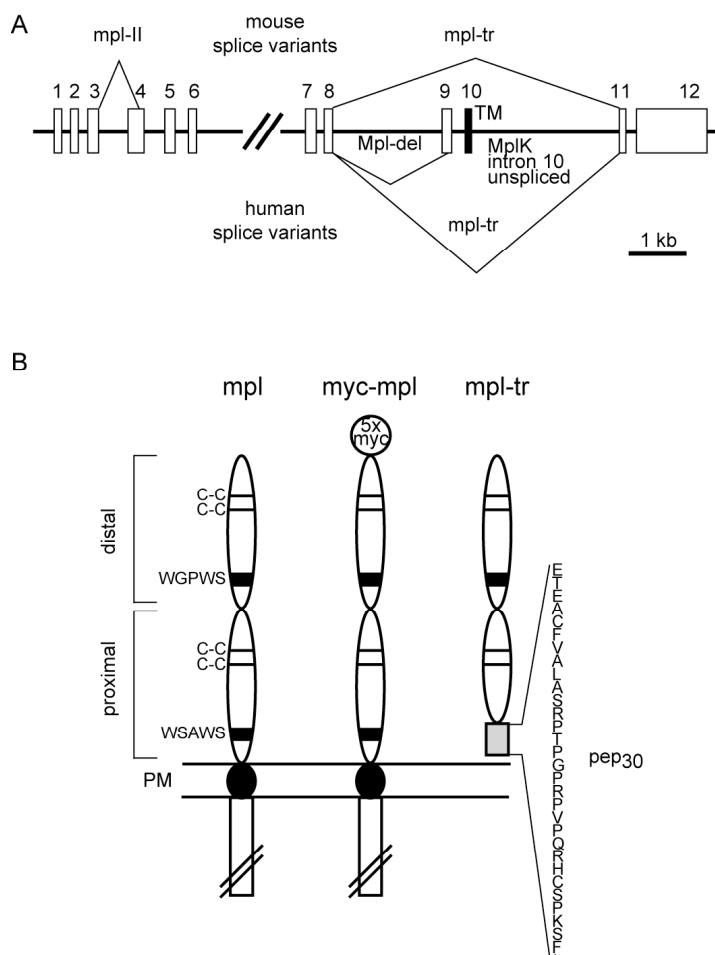 A
mouse
splice variants
mpl-II
mpl-tr
1 2 3 4 5 6 7 8 9 10 11 12
TM
Mpl-del
MplK
intron 10
unspliced
human
splice variants
mpl-tr
1 kb
B
mpl
myc-mpl
mpl-tr
5x
myc
distal
C-C
C-C
WGPWS
proximal
C-C
C-C
WSAWS
PM
E
T
E
A
C
F
V
A
L
A
S
R
P
T
P
G
P
R
P
V
P
Q
R
H
C
S
P
K
S
F
pep30